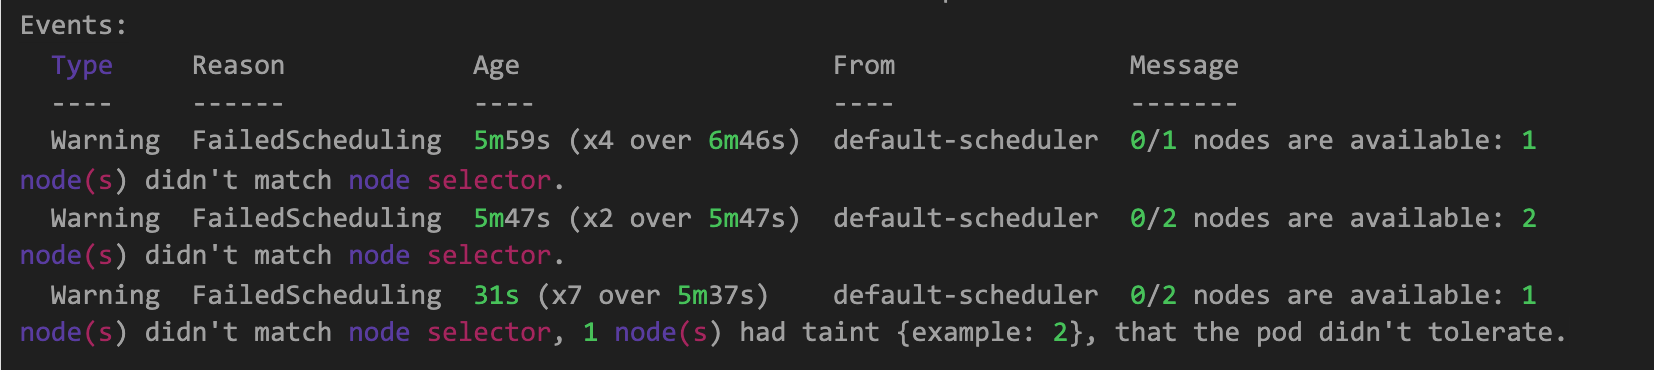 Events:
Type Reason Age From Message
---- ------ ---- ---- -------
Warning FailedScheduling 5m59s (x4 over 6m46s) default-scheduler 0/1 nodes are available: 1
node(s) didn't match node selector.
Warning FailedScheduling 5m47s (x2 over 5m47s) default-scheduler 0/2 nodes are available: 2
node(s) didn't match node selector.
Warning FailedScheduling 31s (x7 over 5m37s) default-scheduler 0/2 nodes are available: 1
node(s) didn't match node selector, 1 node(s) had taint {example: 2}, that the pod didn't tolerate.